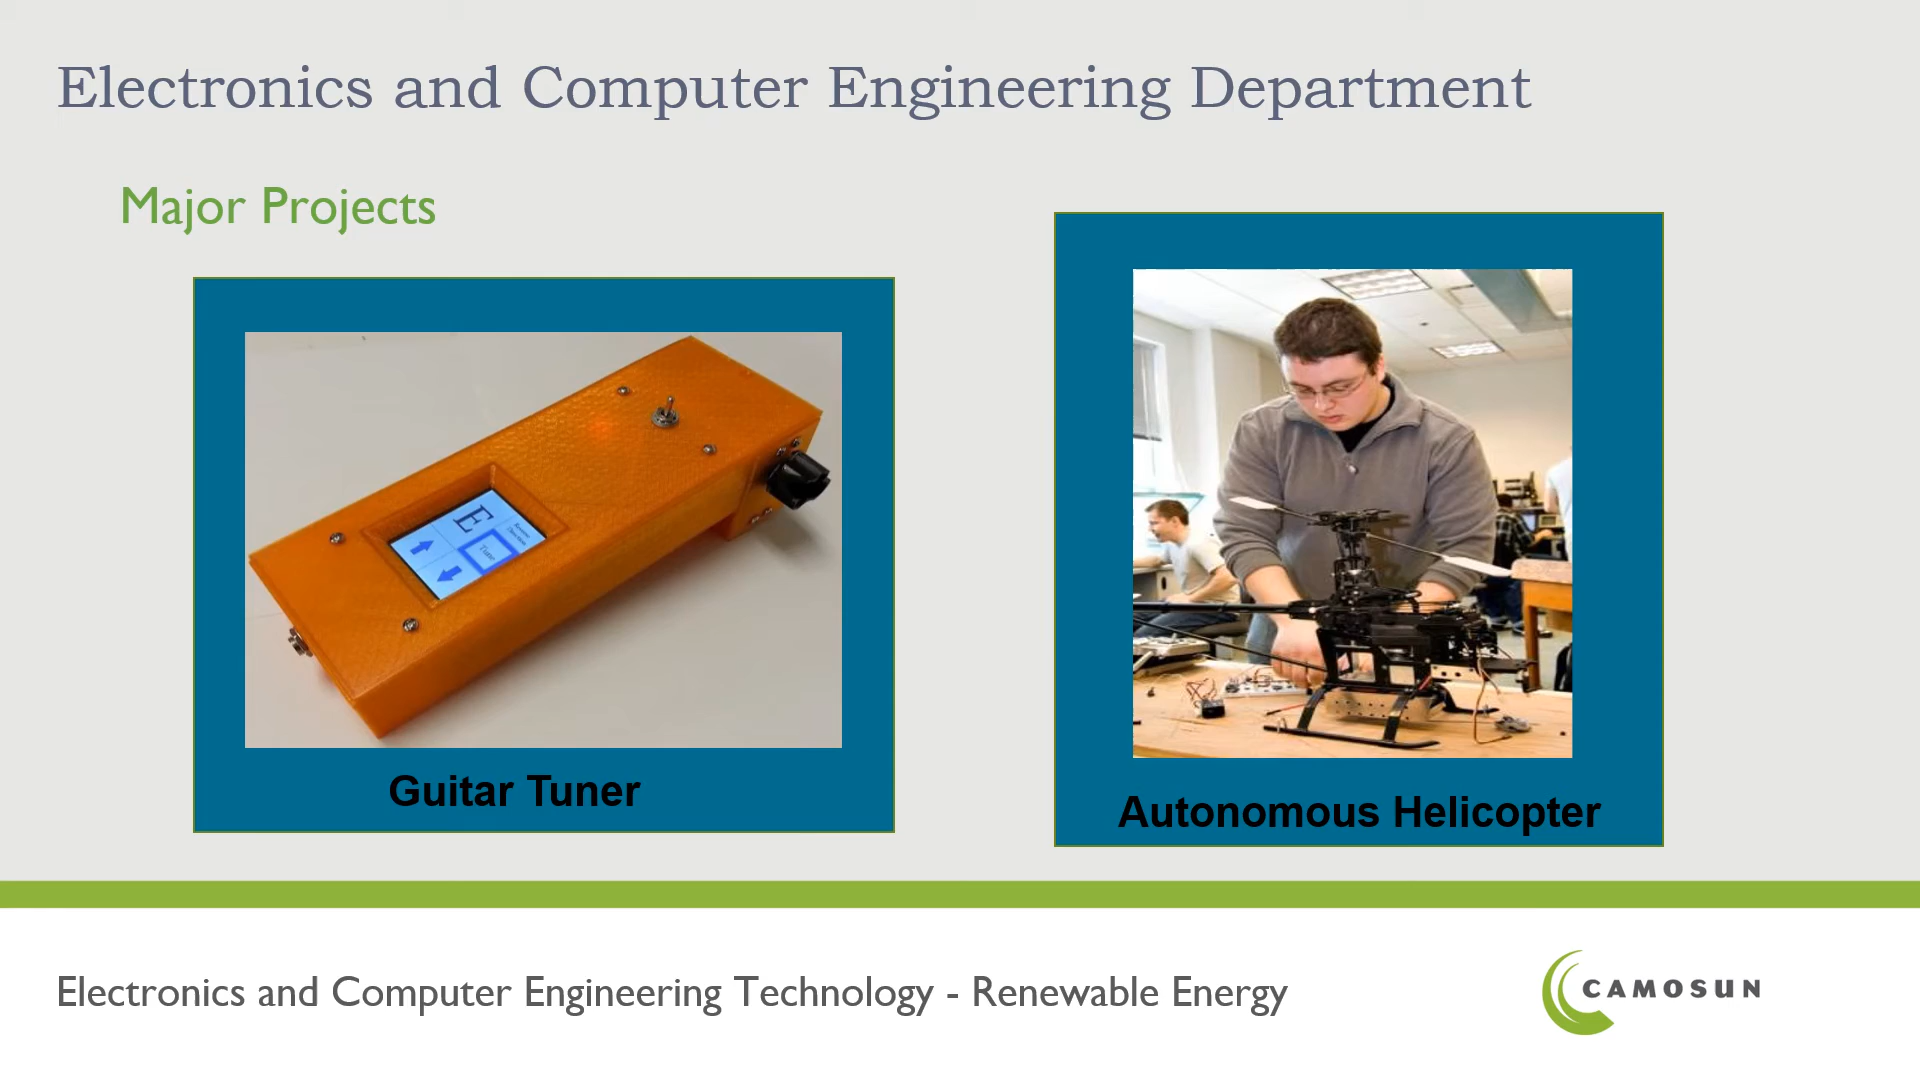 Electronics and Computer Engineering Department
Major Projects
E
Tune
Guitar Tuner
Autonomous Helicopter
Electronics and Computer Engineering Technology - Renewable Energy
CAMOSUN